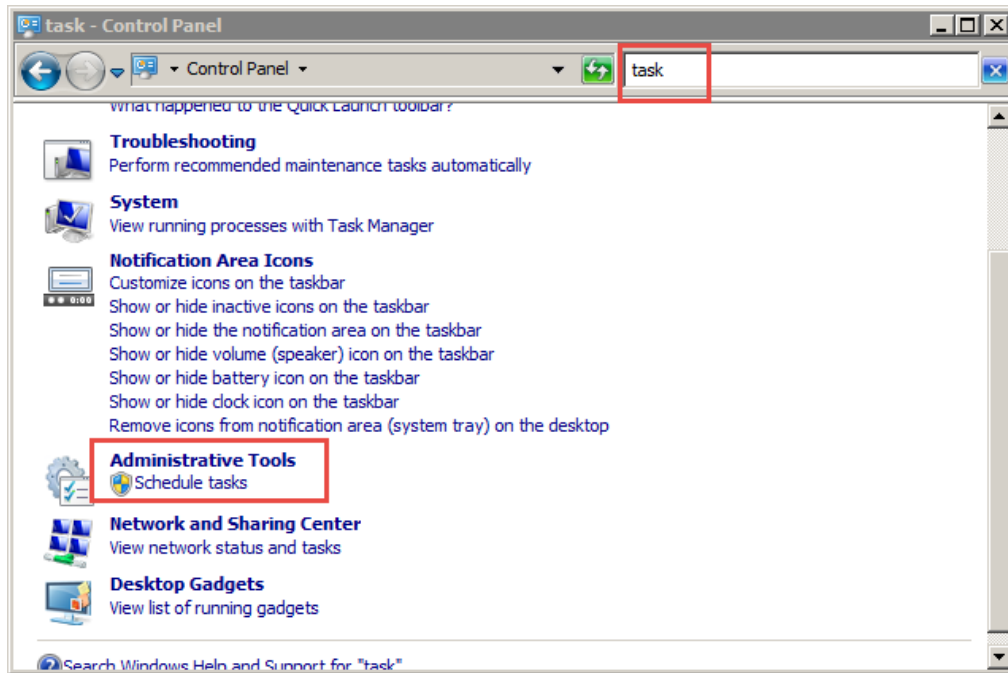 task - Control Panel
Control Panel
task
What happened to the Quick Launch toolbar?
Troubleshooting
Perform recommended maintenance tasks automatically
System
View running processes with Task Manager
Notification Area Icons
Customize icons on the taskbar
0:00
Show or hide inactive icons on the taskbar
Show or hide the notification area on the taskbar
Show or hide volume (speaker) icon on the taskbar
Show or hide battery icon on the taskbar
Show or hide clock icon on the taskbar
Remove icons from notification area (system tray) on the desktop
Administrative Tools
Schedule tasks
Network and Sharing Center
View network status and tasks
Desktop Gadgets
View list of running gadgets
Search Windows Help and Support for "task"